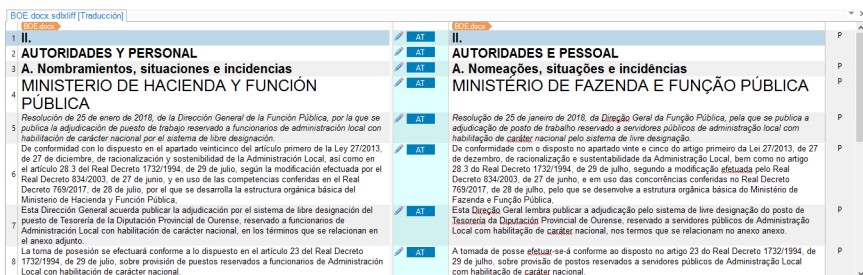 BOE.docx.sdlxliff [Traducción]
BOE.docx
BOE.docx
1 II. AT II. P
2 AUTORIDADES Y PERSONAL AT AUTORIDADES E PESSOAL P
3 A. Nombramientos, situaciones e incidencias AT A. Nomeações, situações e incidências P
4 MINISTERIO DE HACIENDA Y FUNCIÓN
PÚBLICA
AT MINISTÉRIO DE FAZENDA E FUNÇÃO PÚBLICA P
5 Resolución de 25 de enero de 2018, de la Dirección General de la Función Pública, por la que se
publica la adjudicación de puesto de trabajo reservado a funcionarios de administración local con
habilitación de carácter nacional por el sistema de libre designación.
AT Resolução de 25 de janeiro de 2018, da Direção Geral da Função Pública, pela que se publica a
adjudicação de posto de trabalho reservado a servidores públicos de administração local com
habilitação de caráter nacional pelo sistema de livre designação. P
6 De conformidad con lo dispuesto en el apartado veinticinco del artículo primero de la Ley 27/2013,
de 27 de diciembre, de racionalización y sostenibilidad de la Administración Local, así como en
el artículo 28.3 del Real Decreto 1732/1994, de 29 de julio, según la modificación efectuada por el
Real Decreto 834/2003, de 27 de junio, y en uso de las competencias conferidas en el Real
Decreto 769/2017, de 28 de julio, por el que se desarrolla la estructura orgánica básica del
Ministerio de Hacienda y Función Pública,
AT De conformidade com o disposto no apartado vinte e cinco do artigo primeiro da Lei 27/2013, de 27
de dezembro, de racionalização e sustentabilidade da Administração Local, bem como no artigo
28.3 do Real Decreto 1732/1994, de 29 de julho, segundo a modificação efetuada pelo Real
Decreto 834/2003, de 27 de junho, e em uso das concorrências conferidas no Real Decreto
769/2017, de 28 de julho, pelo que se desenvolve a estrutura orgânica básica do Ministério de
Fazenda e Função Pública, P
7 Esta Dirección General acuerda publicar la adjudicación por el sistema de libre designación del
puesto de Tesorería de la Diputación Provincial de Ourense, reservado a funcionarios de
Administración Local con habilitación de carácter nacional, en los términos que se relacionan en
el anexo adjunto.
AT Esta Direção Geral lembra publicar a adjudicação pelo sistema de livre designação do posto de
Tesorería da Diputación Provincial de Ourense, reservado a servidores públicos de Administração
Local com habilitação de caráter nacional, nos termos que se relacionam no anexo anexo. P
8 La toma de posesión se efectuará conforme a lo dispuesto en el artículo 23 del Real Decreto
1732/1994, de 29 de julio, sobre provisión de puestos reservados a funcionarios de Administración
Local con habilitación de carácter nacional.
AT A tomada de posse efetuar-se-á conforme ao disposto no artigo 23 do Real Decreto 1732/1994, de
29 de julho, sobre provisão de postos reservados a servidores públicos de Administração Local
com habilitação de caráter nacional. P